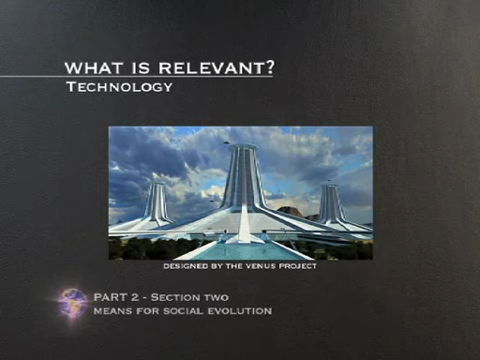 WHAT IS RELEVANT?
TECHNOLOGY
DESIGNED BY THE VENUS PROJECT
PART 2 - SECTION TWO
MEANS FOR SOCIAL EVOLUTION